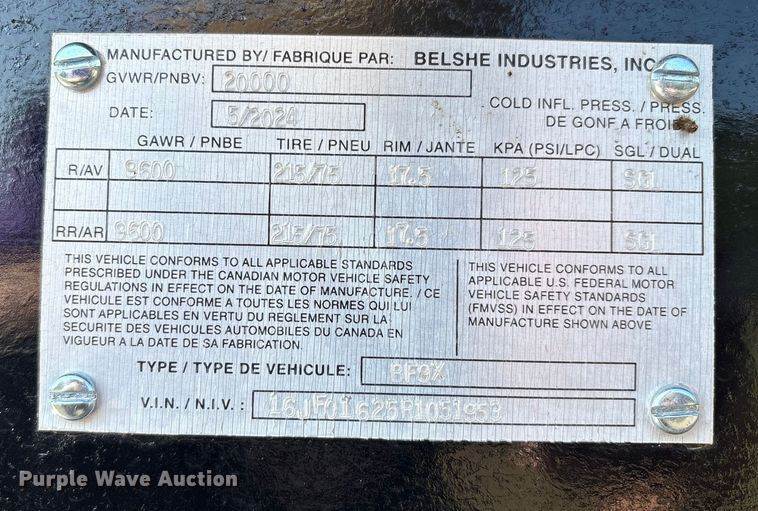 MANUFACTURED BY/ FABRIQUE PAR: BELSHE INDUSTRIES, INC
GVWR/PNBV: 20000
DATE: 5/2024
COLD INFL. PRESS. / PRESS.
DE GONF A FROID
GAWR / PNBE TIRE / PNEU RIM / JANTE KPA (PSI/LPC) SGL / DUAL
R/AV 9600 215/75 17.5 125 SGL
RR/AR 9600 215/75 17.5 125 SGL
THIS VEHICLE CONFORMS TO ALL APPLICABLE STANDARDS
PRESCRIBED UNDER THE CANADIAN MOTOR VEHICLE SAFETY
REGULATIONS IN EFFECT ON THE DATE OF MANUFACTURE. / CE
VEHICULE EST CONFORME A TOUTES LES NORMES QUI LUI
SONT APPLICABLES EN VERTU DU REGLEMENT SUR LA
SECURITE DES VEHICULES AUTOMOBILES DU CANADA EN
VIGUEUR A LA DATE DE SA FABRICATION.
THIS VEHICLE CONFORMS TO ALL
APPLICABLE U.S. FEDERAL MOTOR
VEHICLE SAFETY STANDARDS
(FMVSS) IN EFFECT ON THE DATE OF
MANUFACTURE SHOWN ABOVE
TYPE / TYPE DE VEHICULE:
V.I.N. / N.I.V. : 16JF01625R1051953
Purple Wave Auction